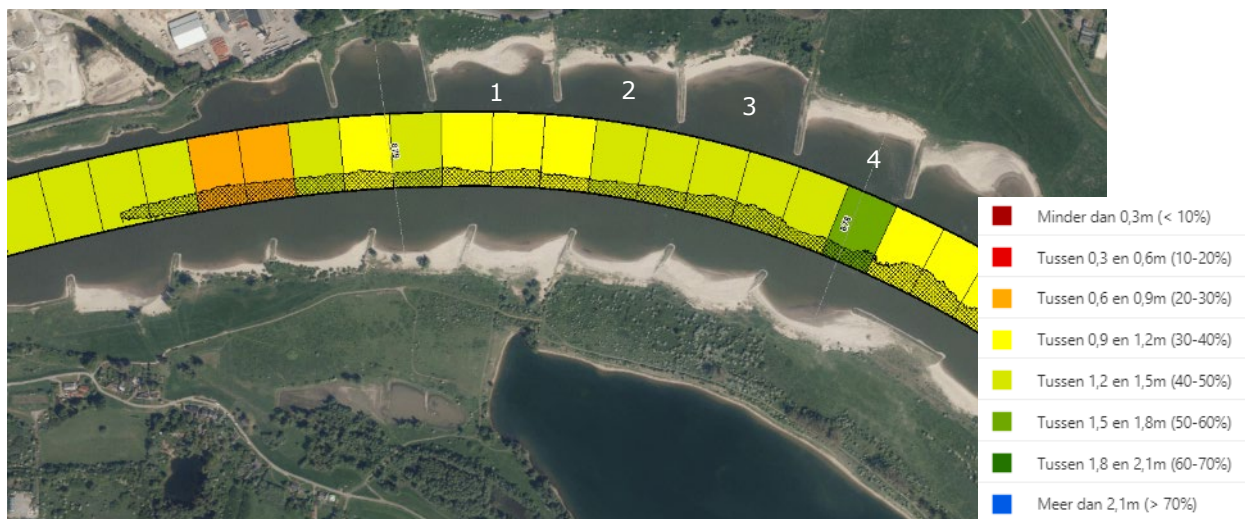 1
2
3
4
879
878
Minder dan 0,3m (< 10%)
Tussen 0,3 en 0,6m (10-20%)
Tussen 0,6 en 0,9m (20-30%)
Tussen 0,9 en 1,2m (30-40%)
Tussen 1,2 en 1,5m (40-50%)
Tussen 1,5 en 1,8m (50-60%)
Tussen 1,8 en 2,1m (60-70%)
Meer dan 2,1m (> 70%)